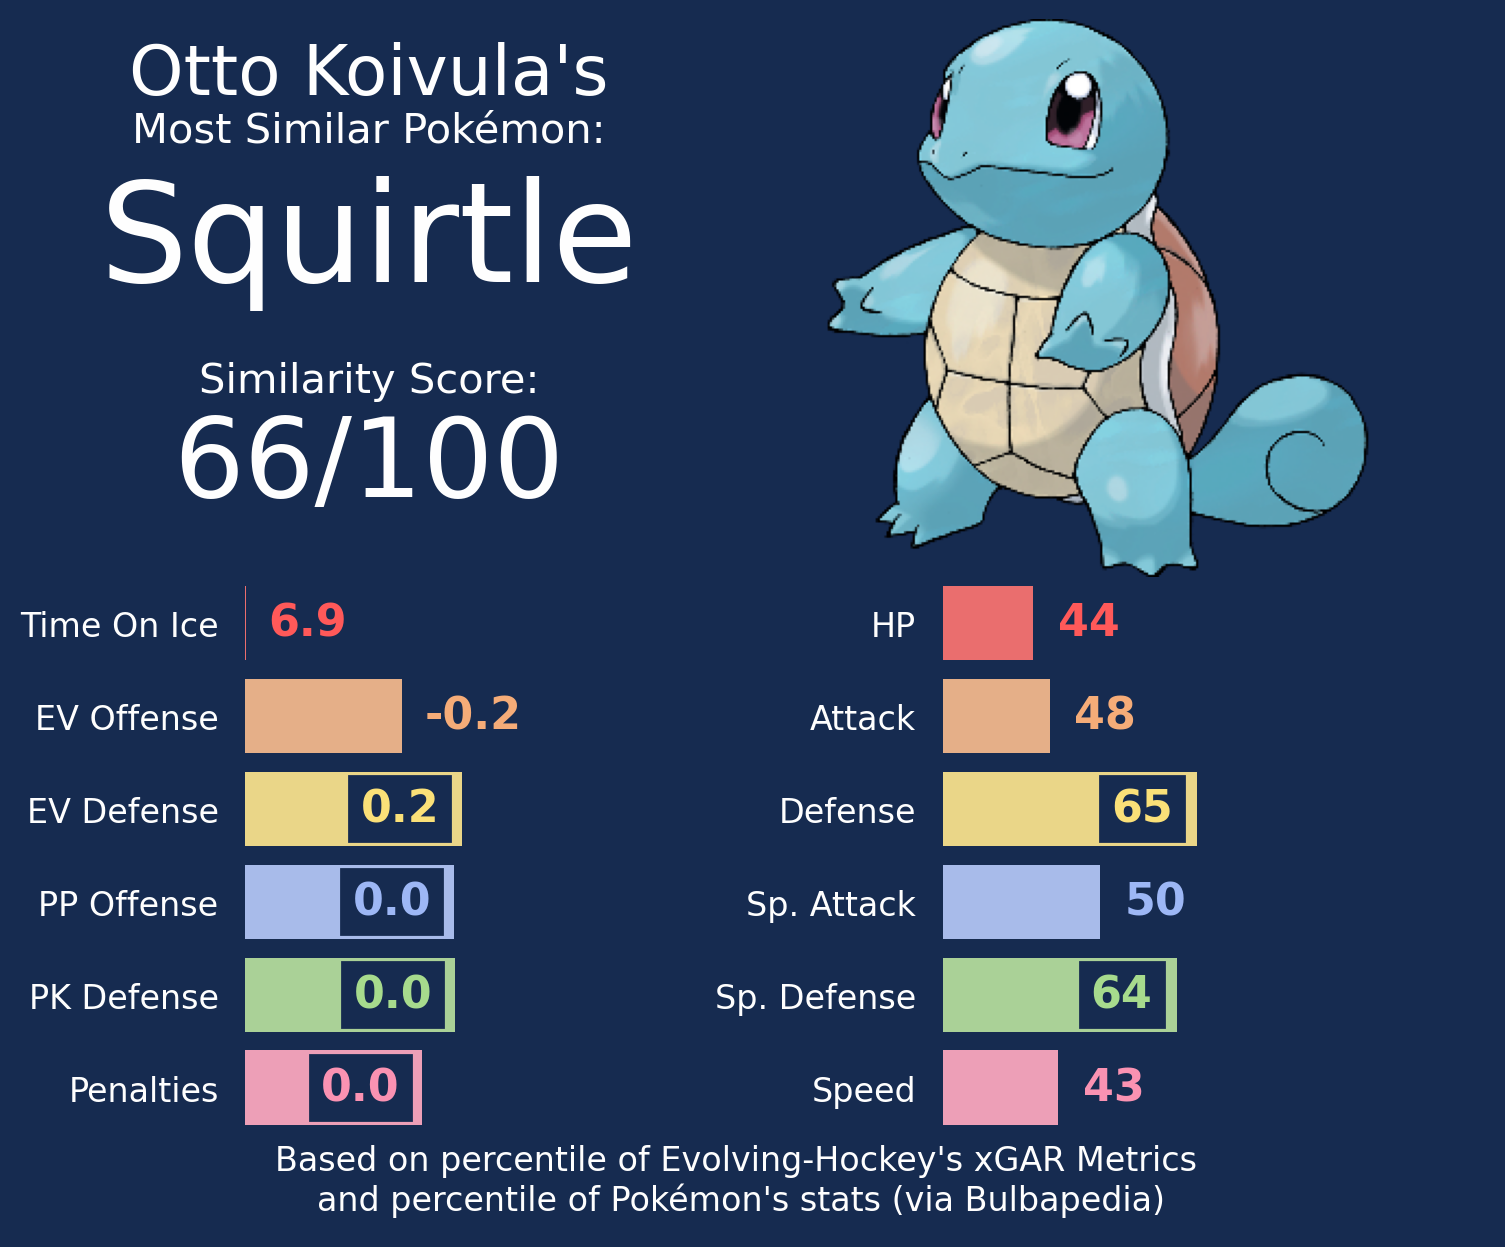 Otto Koivula's
Most Similar Pokémon:
Squirtle
Similarity Score:
66/100
Time On Ice 6.9
EV Offense -0.2
EV Defense 0.2
PP Offense 0.0
PK Defense 0.0
Penalties 0.0
HP 44
Attack 48
Defense 65
Sp. Attack 50
Sp. Defense 64
Speed 43
Based on percentile of Evolving-Hockey's xGAR Metrics
and percentile of Pokémon's stats (via Bulbapedia)